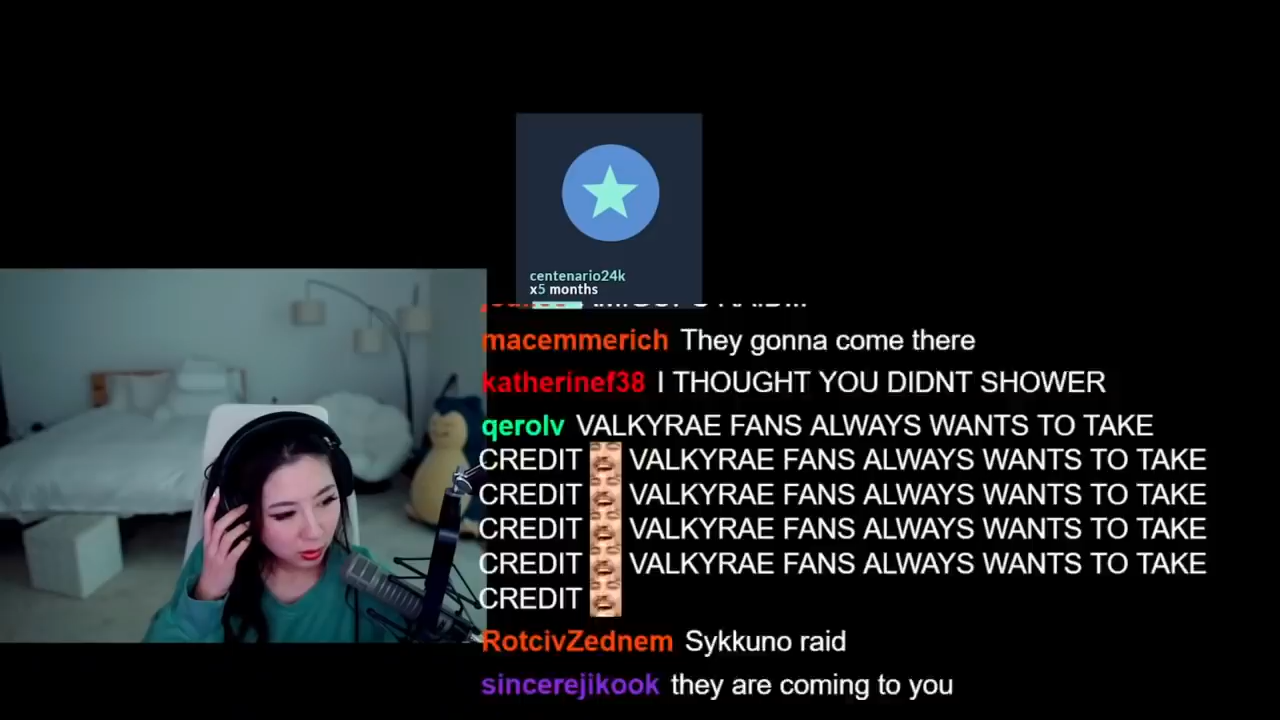 centenario24k
x5 months
macemmerich They gonna come there
katherinef38 I THOUGHT YOU DIDNT SHOWER
qerolv VALKYRAE FANS ALWAYS WANTS TO TAKE
CREDIT VALKYRAE FANS ALWAYS WANTS TO TAKE
CREDIT VALKYRAE FANS ALWAYS WANTS TO TAKE
CREDIT VALKYRAE FANS ALWAYS WANTS TO TAKE
CREDIT VALKYRAE FANS ALWAYS WANTS TO TAKE
CREDIT
RotcivZednem Sykkuno raid
sincerejikook they are coming to you